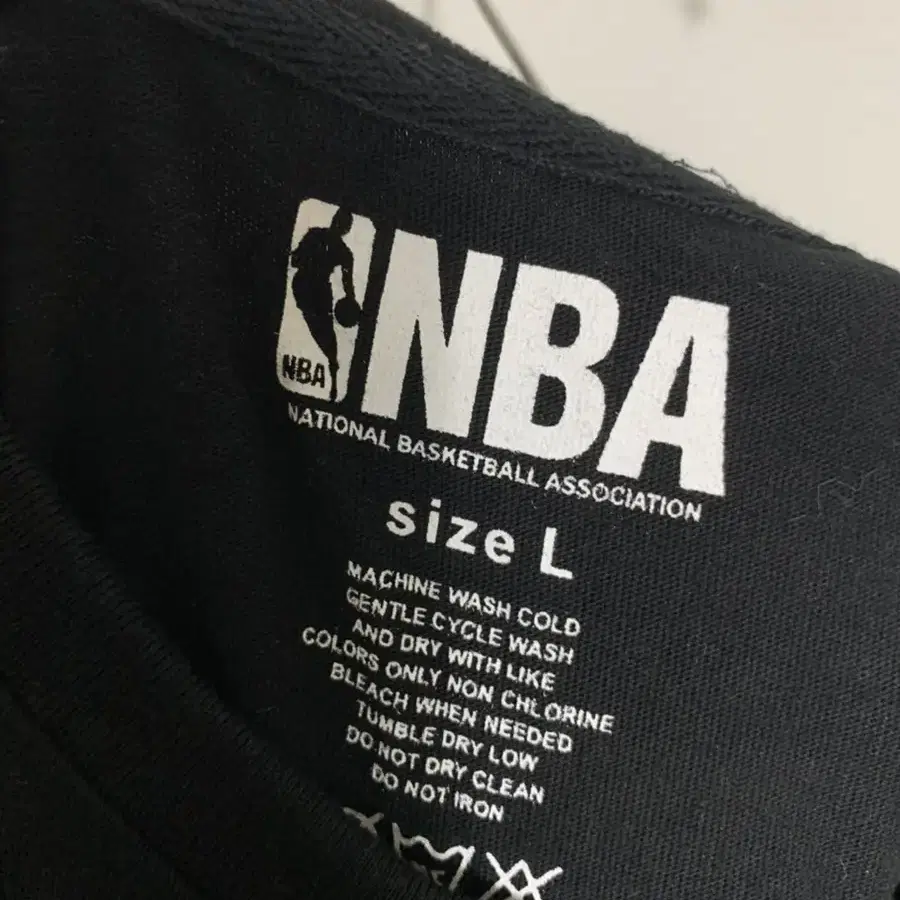 NBA
NBA
NATIONAL BASKETBALL ASSOCIATION
size L
MACHINE WASH COLD
GENTLE CYCLE WASH
AND DRY WITH LIKE
COLORS ONLY NON CHLORINE
BLEACH WHEN NEEDED
TUMBLE DRY LOW
DO NOT DRY CLEAN
DO NOT IRON